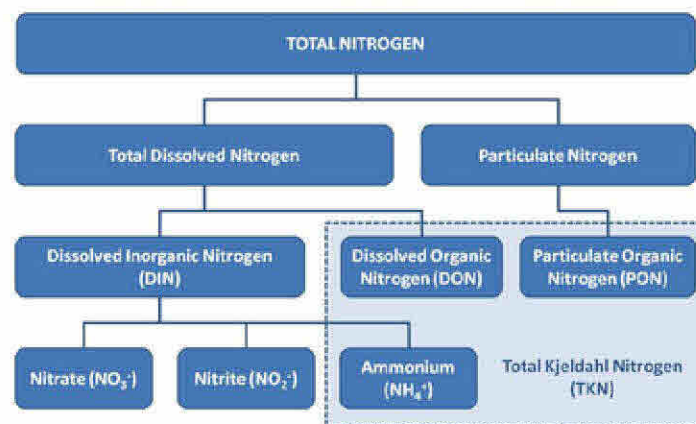 TOTAL NITROGEN
Total Dissolved Nitrogen
Particulate Nitrogen
Dissolved Inorganic Nitrogen
(DIN)
Dissolved Organic
Nitrogen (DON)
Particulate Organic
Nitrogen (PON)
Nitrate (NO₃⁻)
Nitrite (NO₂⁻)
Ammonium
(NH₄⁺)
Total Kjeldahl Nitrogen
(TKN)